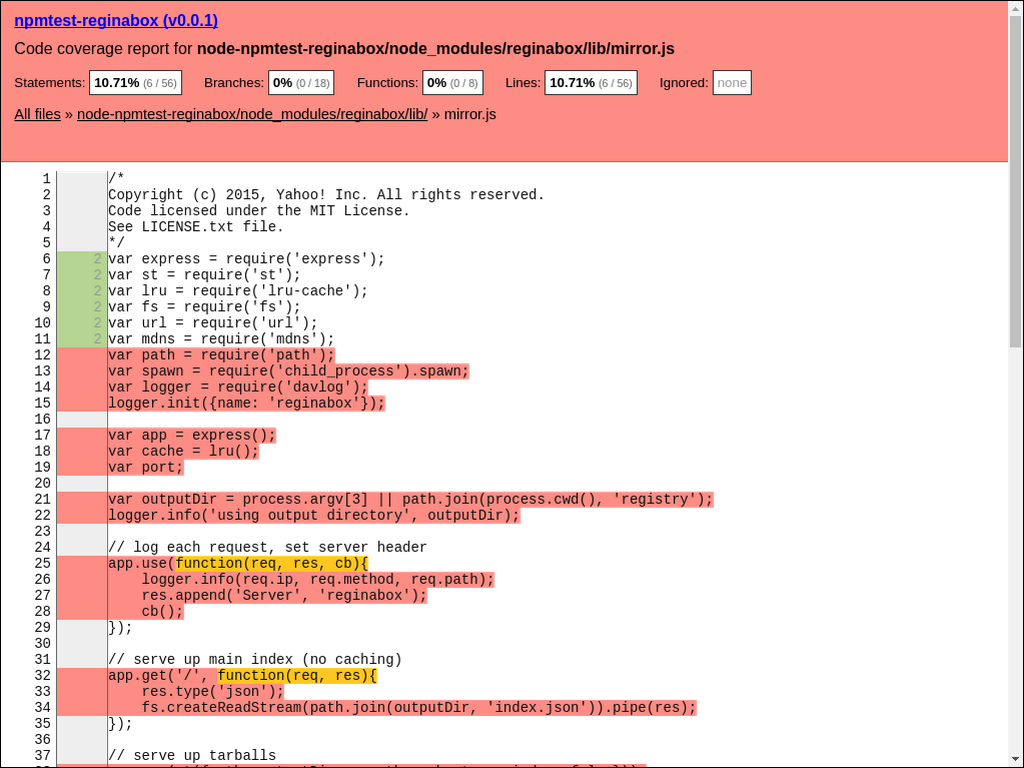 npmtest-reginabox (v0.0.1)
Code coverage report for node-npmtest-reginabox/node_modules/reginabox/lib/mirror.js
Statements: 10.71% (6 / 56) Branches: 0% (0 / 18) Functions: 0% (0 / 8) Lines: 10.71% (6 / 56) Ignored: none
All files » node-npmtest-reginabox/node_modules/reginabox/lib/ » mirror.js
1 /*
2 Copyright (c) 2015, Yahoo! Inc. All rights reserved.
3 Code licensed under the MIT License.
4 See LICENSE.txt file.
5 */
6 2 var express = require('express');
7 2 var st = require('st');
8 2 var lru = require('lru-cache');
9 2 var fs = require('fs');
10 2 var url = require('url');
11 2 var mdns = require('mdns');
12 var path = require('path');
13 var spawn = require('child_process').spawn;
14 var logger = require('davlog');
15 logger.init({name: 'reginabox'});
16
17 var app = express();
18 var cache = lru();
19 var port;
20
21 var outputDir = process.argv[3] || path.join(process.cwd(), 'registry');
22 logger.info('using output directory', outputDir);
23
24 // log each request, set server header
25 app.use(function(req, res, cb){
26     logger.info(req.ip, req.method, req.path);
27     res.append('Server', 'reginabox');
28     cb();
29 });
30
31 // serve up main index (no caching)
32 app.get('/', function(req, res){
33     res.type('json');
34     fs.createReadStream(path.join(outputDir, 'index.json')).pipe(res);
35 });
36
37 // serve up tarballs